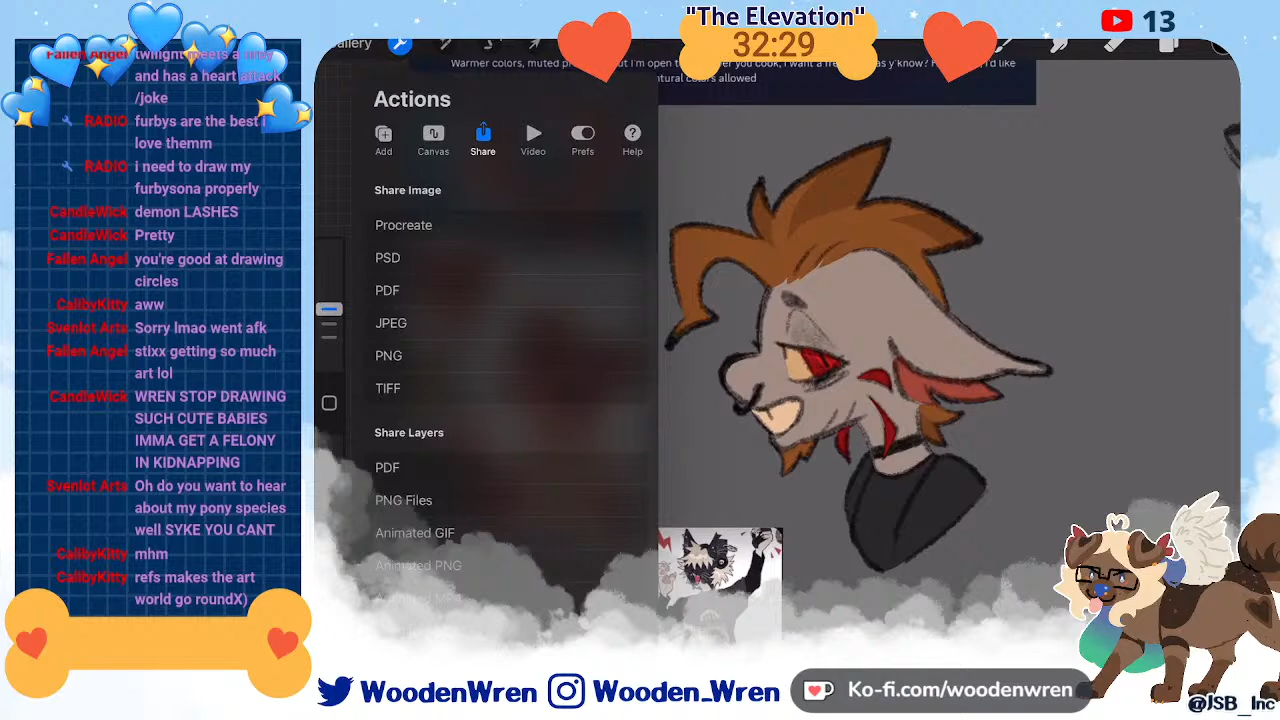 "The Elevation"
32:29
13
Fallen Angel twilight meets a furby
and has a heart attack
/joke
RADIO furbys are the best i
love themm
RADIO i need to draw my
furbysona properly
CandleWick demon LASHES
CandleWick Pretty
Fallen Angel you're good at drawing
circles
CalibyKitty aww
Svenlot Arts Sorry lmao went afk
Fallen Angel stixx getting so much
art lol
CandleWick WREN STOP DRAWING
SUCH CUTE BABIES
IMMA GET A FELONY
IN KIDNAPPING
Svenlot Arts Oh do you want to hear
about my pony species
well SYKE YOU CANT
CalibyKitty mhm
CalibyKitty refs makes the art
world go roundX)
Warmer colors, muted
allowed
Actions
Add Canvas Share Video Prefs Help
Share Image
Procreate
PSD
PDF
JPEG
PNG
TIFF
Share Layers
PDF
PNG Files
Animated GIF
Animated PNG
WoodenWren
Wooden_Wren
Ko-fi.com/woodenwren
@JSB_Inc